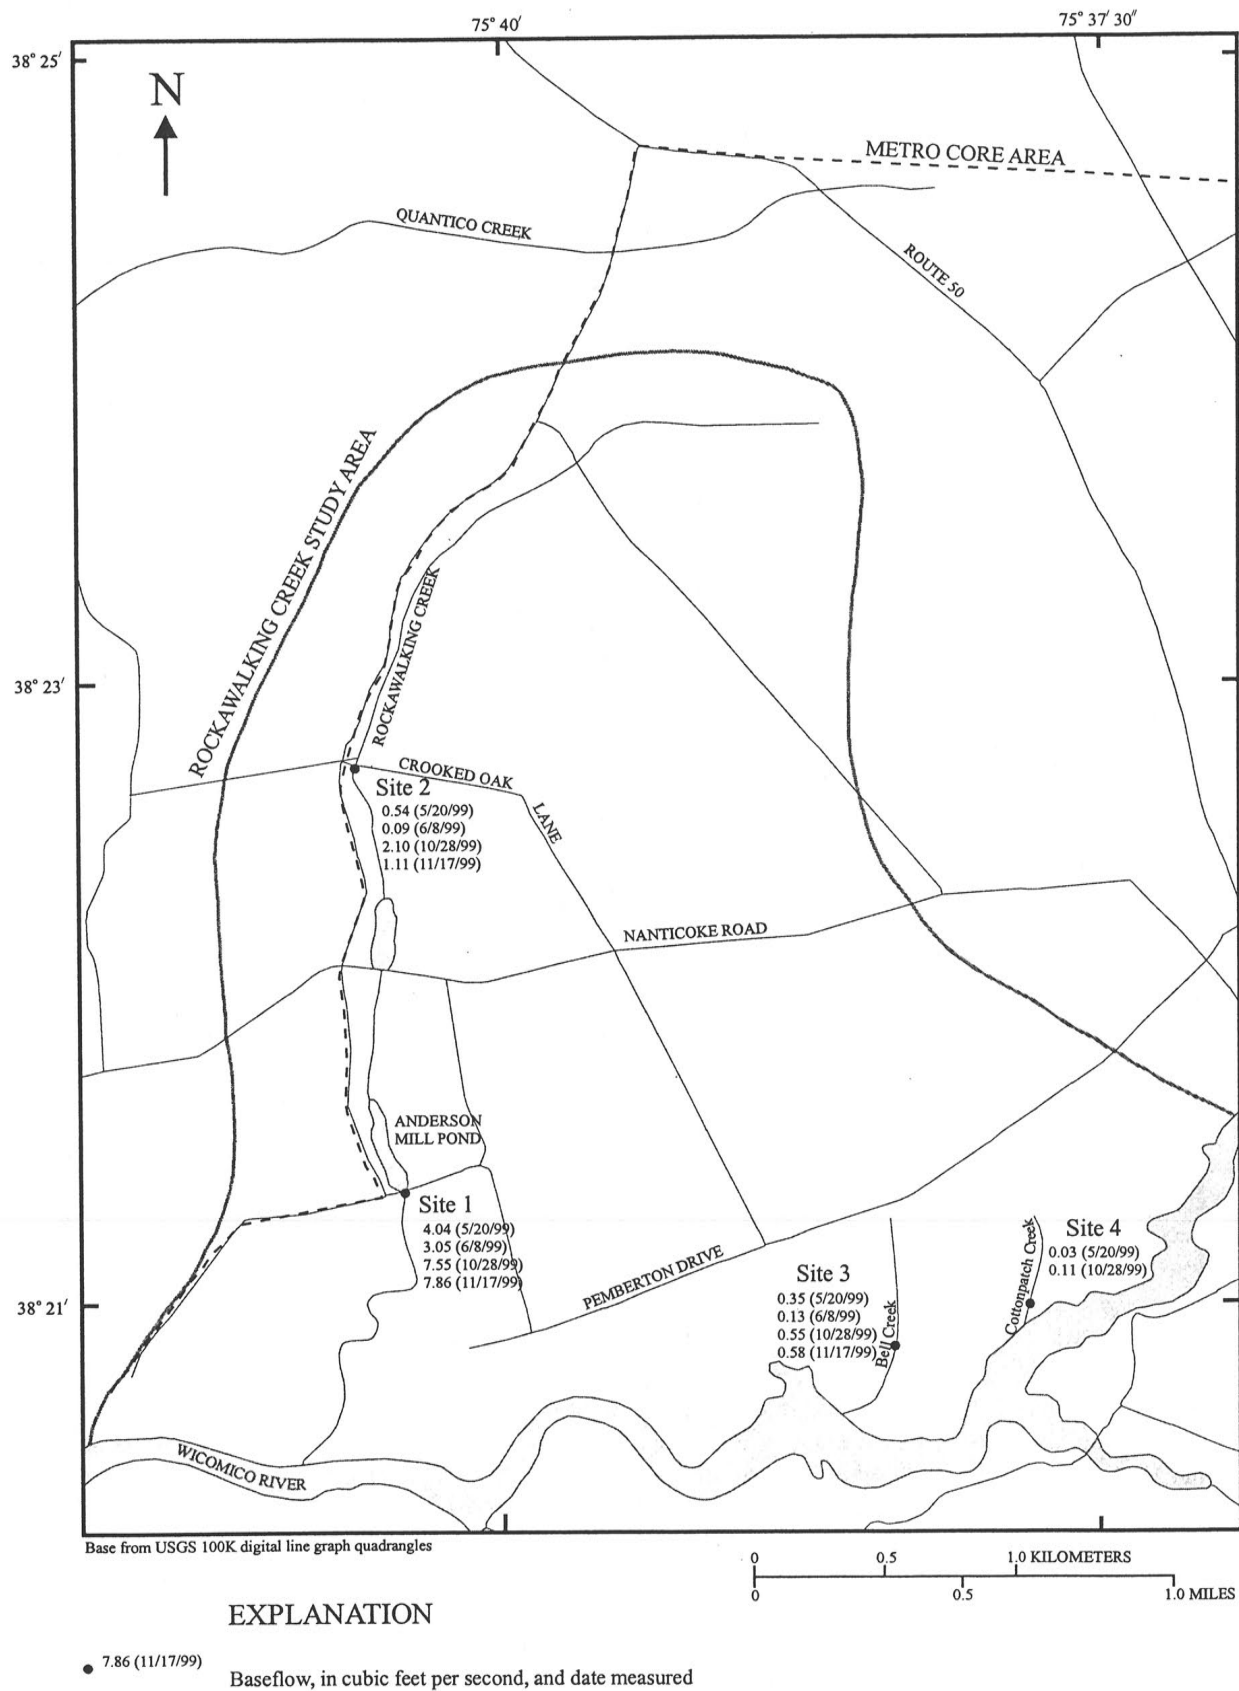 75° 40′
75° 37′ 30″
38° 25′
N
METRO CORE AREA
QUANTICO CREEK
ROUTE 50
ROCKAWALKING CREEK STUDY AREA
ROCKAWALKING CREEK
38° 23′
CROOKED OAK
LANE
Site 2
0.54 (5/20/99)
0.09 (6/8/99)
2.10 (10/28/99)
1.11 (11/17/99)
NANTICOKE ROAD
ANDERSON
MILL POND
Site 1
4.04 (5/20/99)
3.05 (6/8/99)
7.55 (10/28/99)
7.86 (11/17/99)
PEMBERTON DRIVE
Site 3
0.35 (5/20/99)
0.13 (6/8/99)
0.55 (10/28/99)
0.58 (11/17/99)
Bell Creek
Cottonpatch Creek
Site 4
0.03 (5/20/99)
0.11 (10/28/99)
38° 21′
WICOMICO RIVER
Base from USGS 100K digital line graph quadrangles
0 0.5 1.0 KILOMETERS
0 0.5 1.0 MILES
EXPLANATION
7.86 (11/17/99)
Baseflow, in cubic feet per second, and date measured